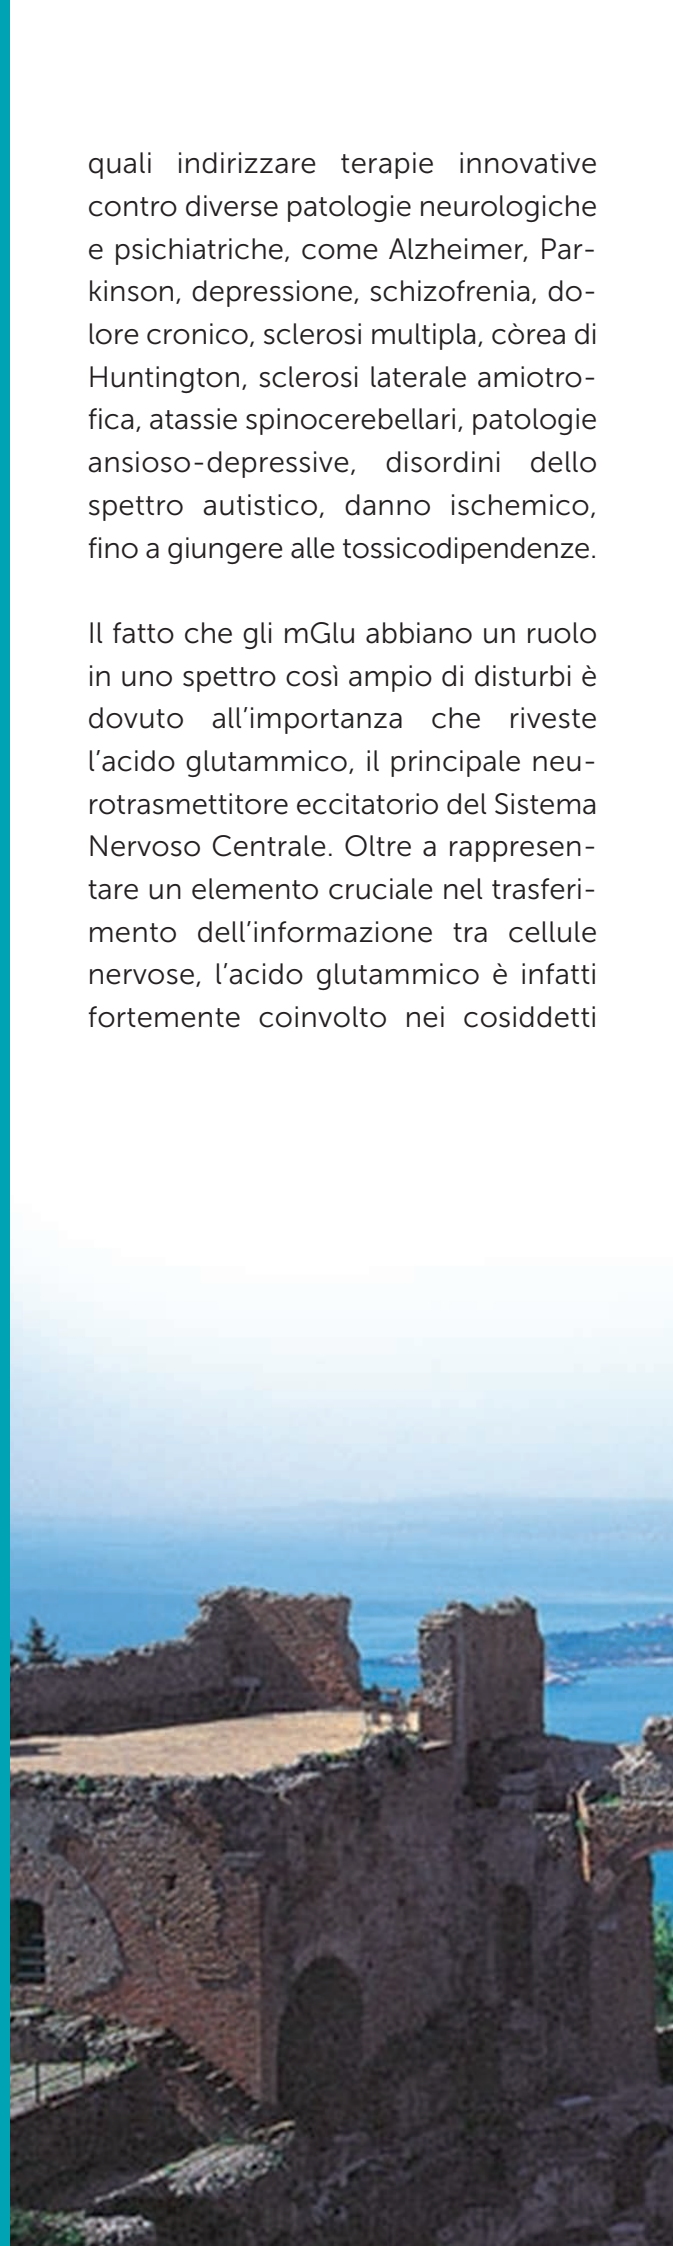 quali indirizzare terapie innovative
contro diverse patologie neurologiche
e psichiatriche, come Alzheimer, Par-
kinson, depressione, schizofrenia, do-
lore cronico, sclerosi multipla, còrea di
Huntington, sclerosi laterale amiotro-
fica, atassie spinocerebellari, patologie
ansioso-depressive, disordini dello
spettro autistico, danno ischemico,
fino a giungere alle tossicodipendenze.

Il fatto che gli mGlu abbiano un ruolo
in uno spettro così ampio di disturbi è
dovuto all’importanza che riveste
l’acido glutammico, il principale neu-
rotrasmettitore eccitatorio del Sistema
Nervoso Centrale. Oltre a rappresen-
tare un elemento cruciale nel trasferi-
mento dell’informazione tra cellule
nervose, l’acido glutammico è infatti
fortemente coinvolto nei cosiddetti